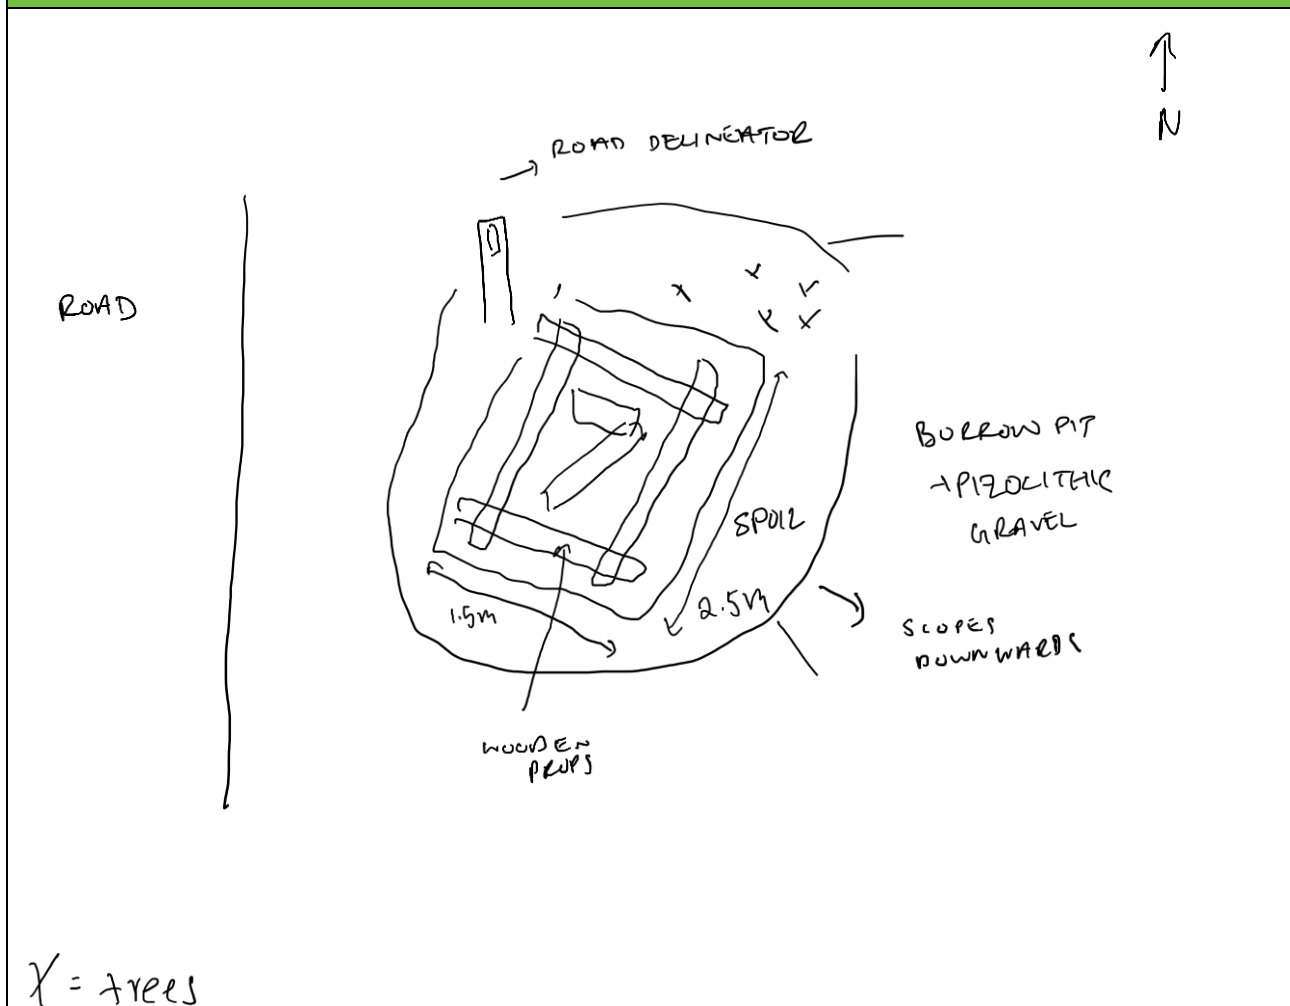 N
ROAD DELINEATOR
ROAD
BURROW PIT
→ PIZOLITHIC
GRAVEL
SPOIL
2.5m
1.5m
SLOPES
DOWNWARDS
WOODEN
PROPS
X = trees